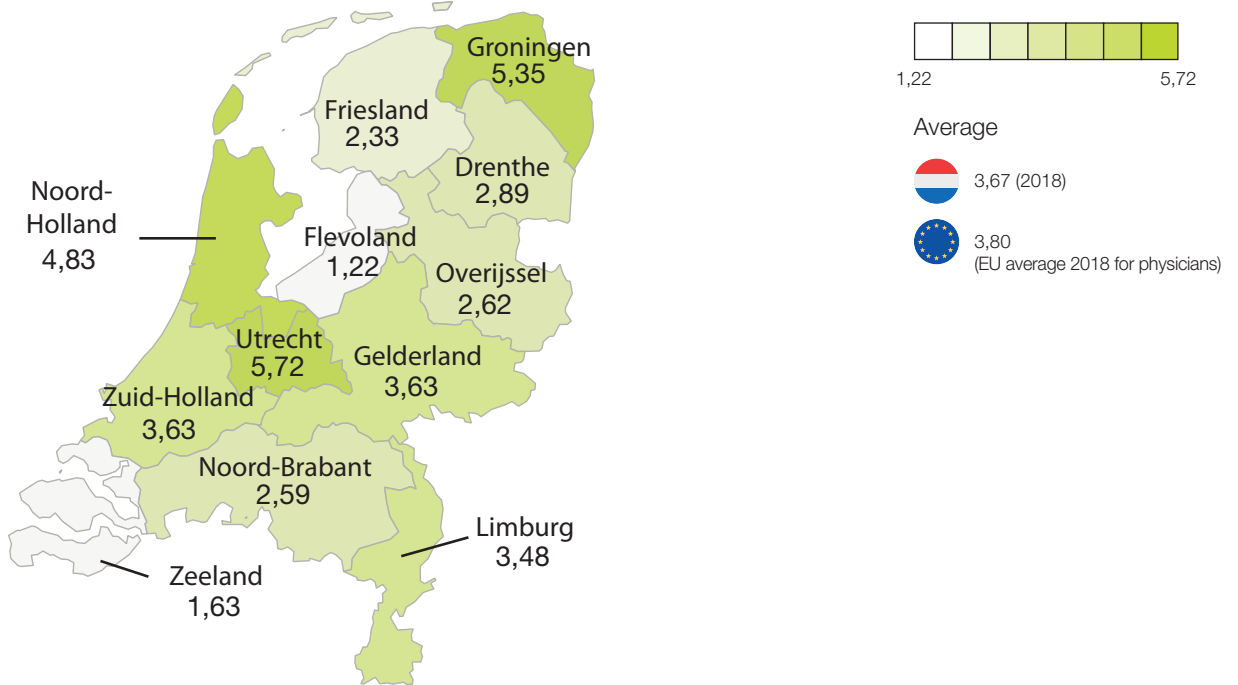 Groningen
5,35
Friesland
2,33
Drenthe
2,89
Noord-
Holland
4,83
Flevoland
1,22
Overijssel
2,62
Utrecht
5,72
Gelderland
3,63
Zuid-Holland
3,63
Noord-Brabant
2,59
Limburg
3,48
Zeeland
1,63
1,22
5,72
Average
3,67 (2018)
3,80
(EU average 2018 for physicians)